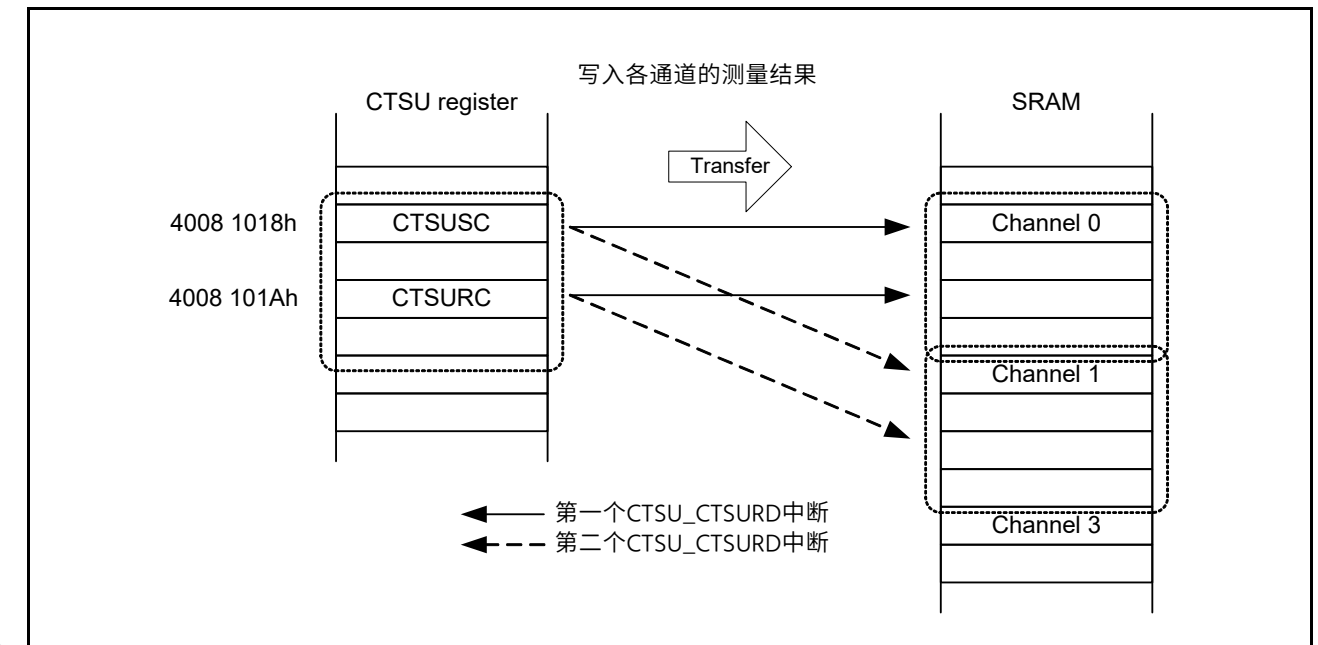 写入各通道的测量结果
CTSU register
SRAM
Transfer
4008 1018h
CTSUSC
Channel 0
4008 101Ah
CTSURC
Channel 1
第一个CTSU_CTSURD中断
第二个CTSU_CTSURD中断
Channel 3